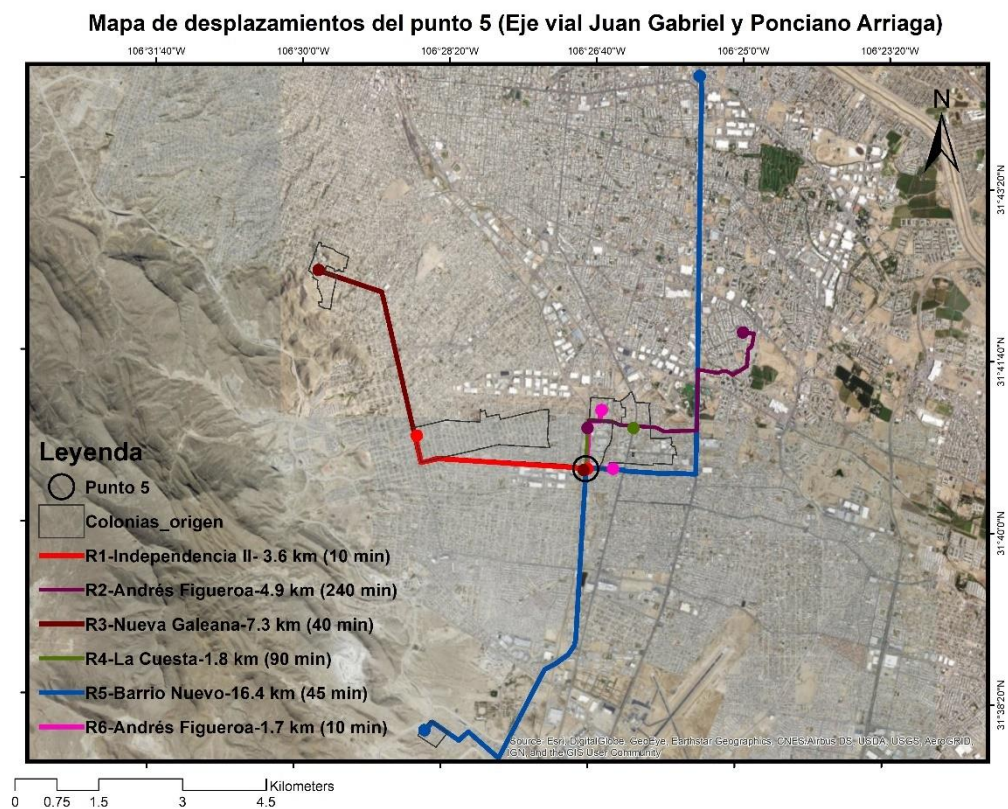 Mapa de desplazamientos del punto 5 (Eje vial Juan Gabriel y Ponciano Arriaga)
106°31'40"W 106°30'0"W 106°28'20"W 106°26'40"W 106°25'0"W 106°23'20"W
N
31°43'20"N
31°41'40"N
31°40'0"N
31°38'20"N
Leyenda
Punto 5
Colonias_origen
R1-Independencia II- 3.6 km (10 min)
R2-Andrés Figueroa-4.9 km (240 min)
R3-Nueva Galeana-7.3 km (40 min)
R4-La Cuesta-1.8 km (90 min)
R5-Barrio Nuevo-16.4 km (45 min)
R6-Andrés Figueroa-1.7 km (10 min)
Source: Esri, DigitalGlobe, GeoEye, Earthstar Geographics, CNES/Airbus DS, USDA, USGS, AeroGRID,
IGN, and the GIS User Community
Kilometers
0 0.75 1.5 3 4.5